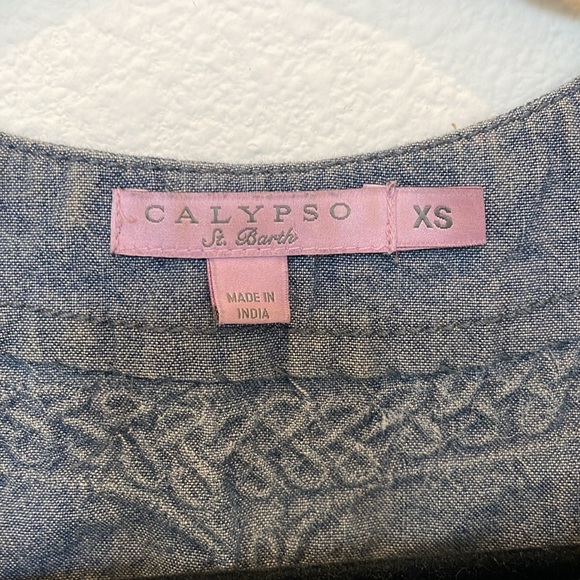 CALYPSO
St. Barth
XS
MADE IN
INDIA